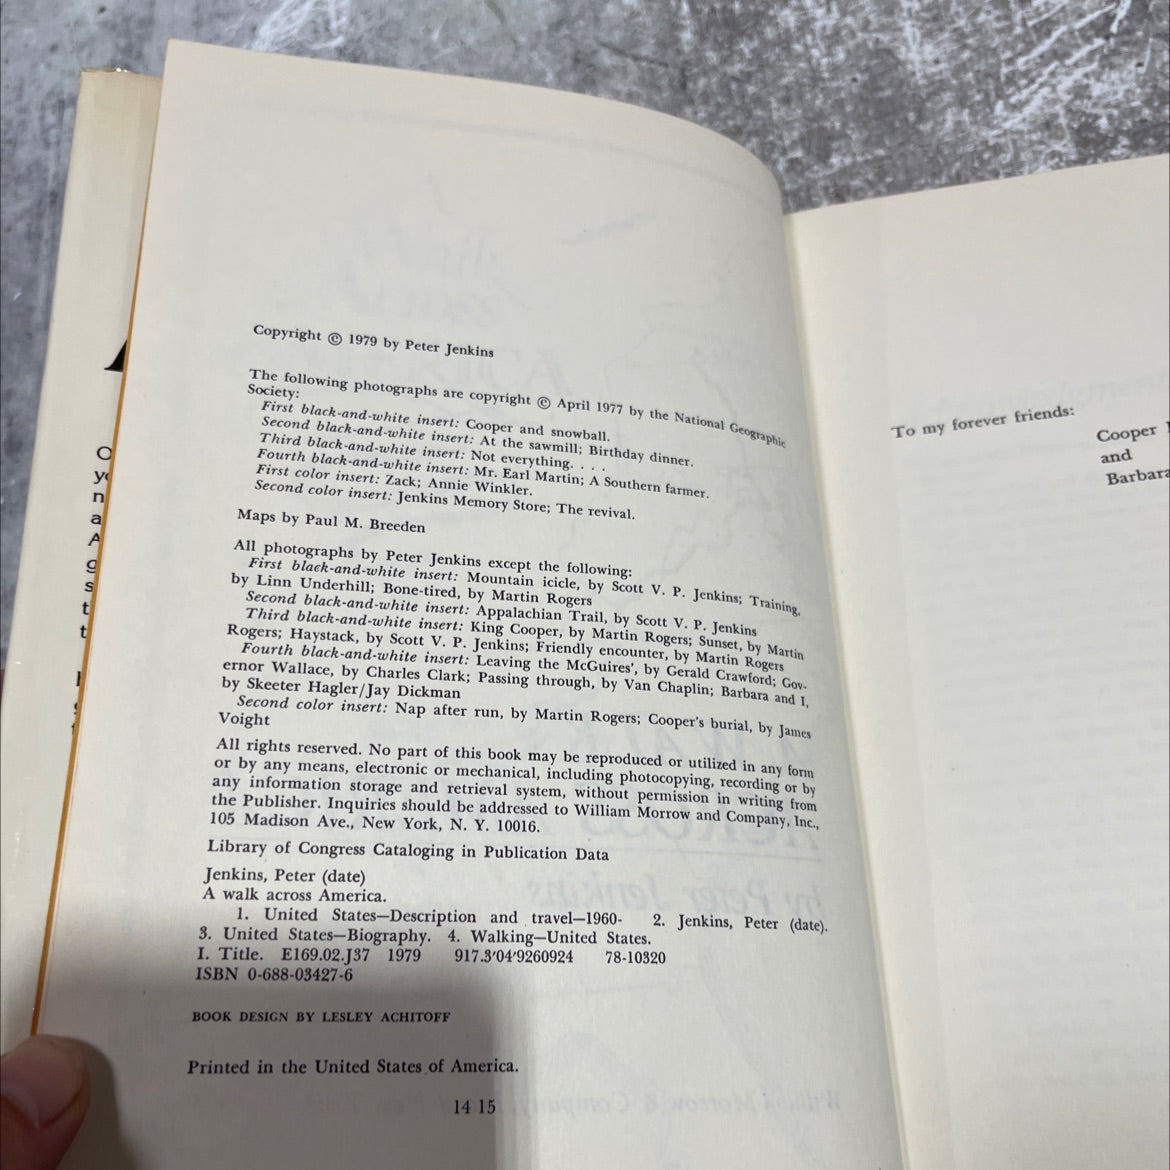 Copyright © 1979 by Peter Jenkins
The following photographs are copyright © April 1977 by the National Geographic
Society:
First black-and-white insert: Cooper and snowball.
Second black-and-white insert: At the sawmill; Birthday dinner.
Third black-and-white insert: Not everything. . . .
Fourth black-and-white insert: Mr. Earl Martin; A Southern farmer.
First color insert: Zack; Annie Winkler.
Second color insert: Jenkins Memory Store; The revival.
Maps by Paul M. Breeden
All photographs by Peter Jenkins except the following:
First black-and-white insert: Mountain icicle, by Scott V. P. Jenkins; Training,
by Linn Underhill; Bone-tired, by Martin Rogers
Second black-and-white insert: Appalachian Trail, by Scott V. P. Jenkins
Third black-and-white insert: King Cooper, by Martin Rogers; Sunset, by Martin
Rogers; Haystack, by Scott V. P. Jenkins; Friendly encounter, by Martin Rogers
Fourth black-and-white insert: Leaving the McGuires', by Gerald Crawford; Gov-
ernor Wallace, by Charles Clark; Passing through, by Van Chaplin; Barbara and I,
by Skeeter Hagler/Jay Dickman
Second color insert: Nap after run, by Martin Rogers; Cooper's burial, by James
Voight
All rights reserved. No part of this book may be reproduced or utilized in any form
or by any means, electronic or mechanical, including photocopying, recording or by
any information storage and retrieval system, without permission in writing from
the Publisher. Inquiries should be addressed to William Morrow and Company, Inc.,
105 Madison Ave., New York, N. Y. 10016.
Library of Congress Cataloging in Publication Data
Jenkins, Peter (date)
A walk across America.
1. United States—Description and travel—1960- 2. Jenkins, Peter (date).
3. United States—Biography. 4. Walking—United States.
I. Title. E169.02.J37 1979 917.3'04'9260924 78-10320
ISBN 0-688-03427-6
BOOK DESIGN BY LESLEY ACHITOFF
Printed in the United States of America.
14 15
To my forever friends:
Cooper
and
Barbara